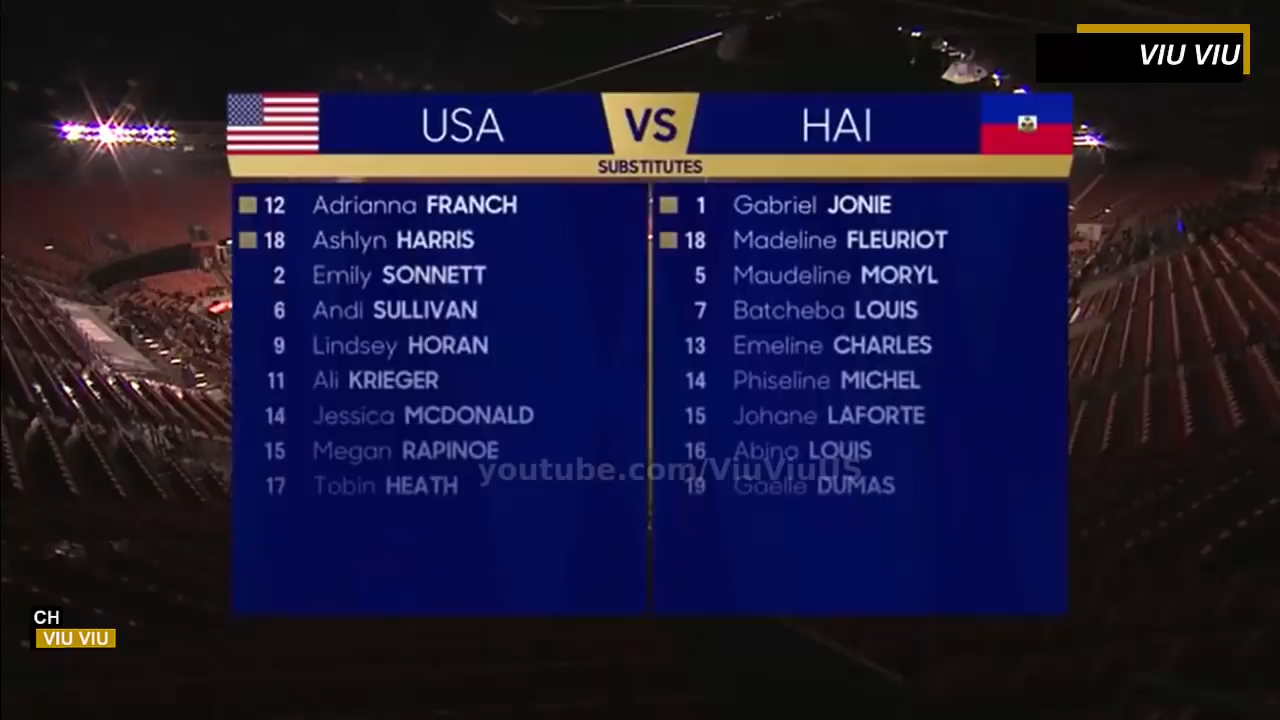 VIU VIU
USA VS HAI
SUBSTITUTES
12 Adrianna FRANCH
18 Ashlyn HARRIS
2 Emily SONNETT
6 Andi SULLIVAN
9 Lindsey HORAN
11 Ali KRIEGER
14 Jessica MCDONALD
15 Megan RAPINOE
17 Tobin HEATH
1 Gabriel JONIE
18 Madeline FLEURIOT
5 Maudeline MORYL
7 Batcheba LOUIS
13 Emeline CHARLES
14 Phiseline MICHEL
15 Johane LAFORTE
16 Abina LOUIS
19 Gaelle DUMAS
youtube.com/ViuViuUS
CH
VIU VIU